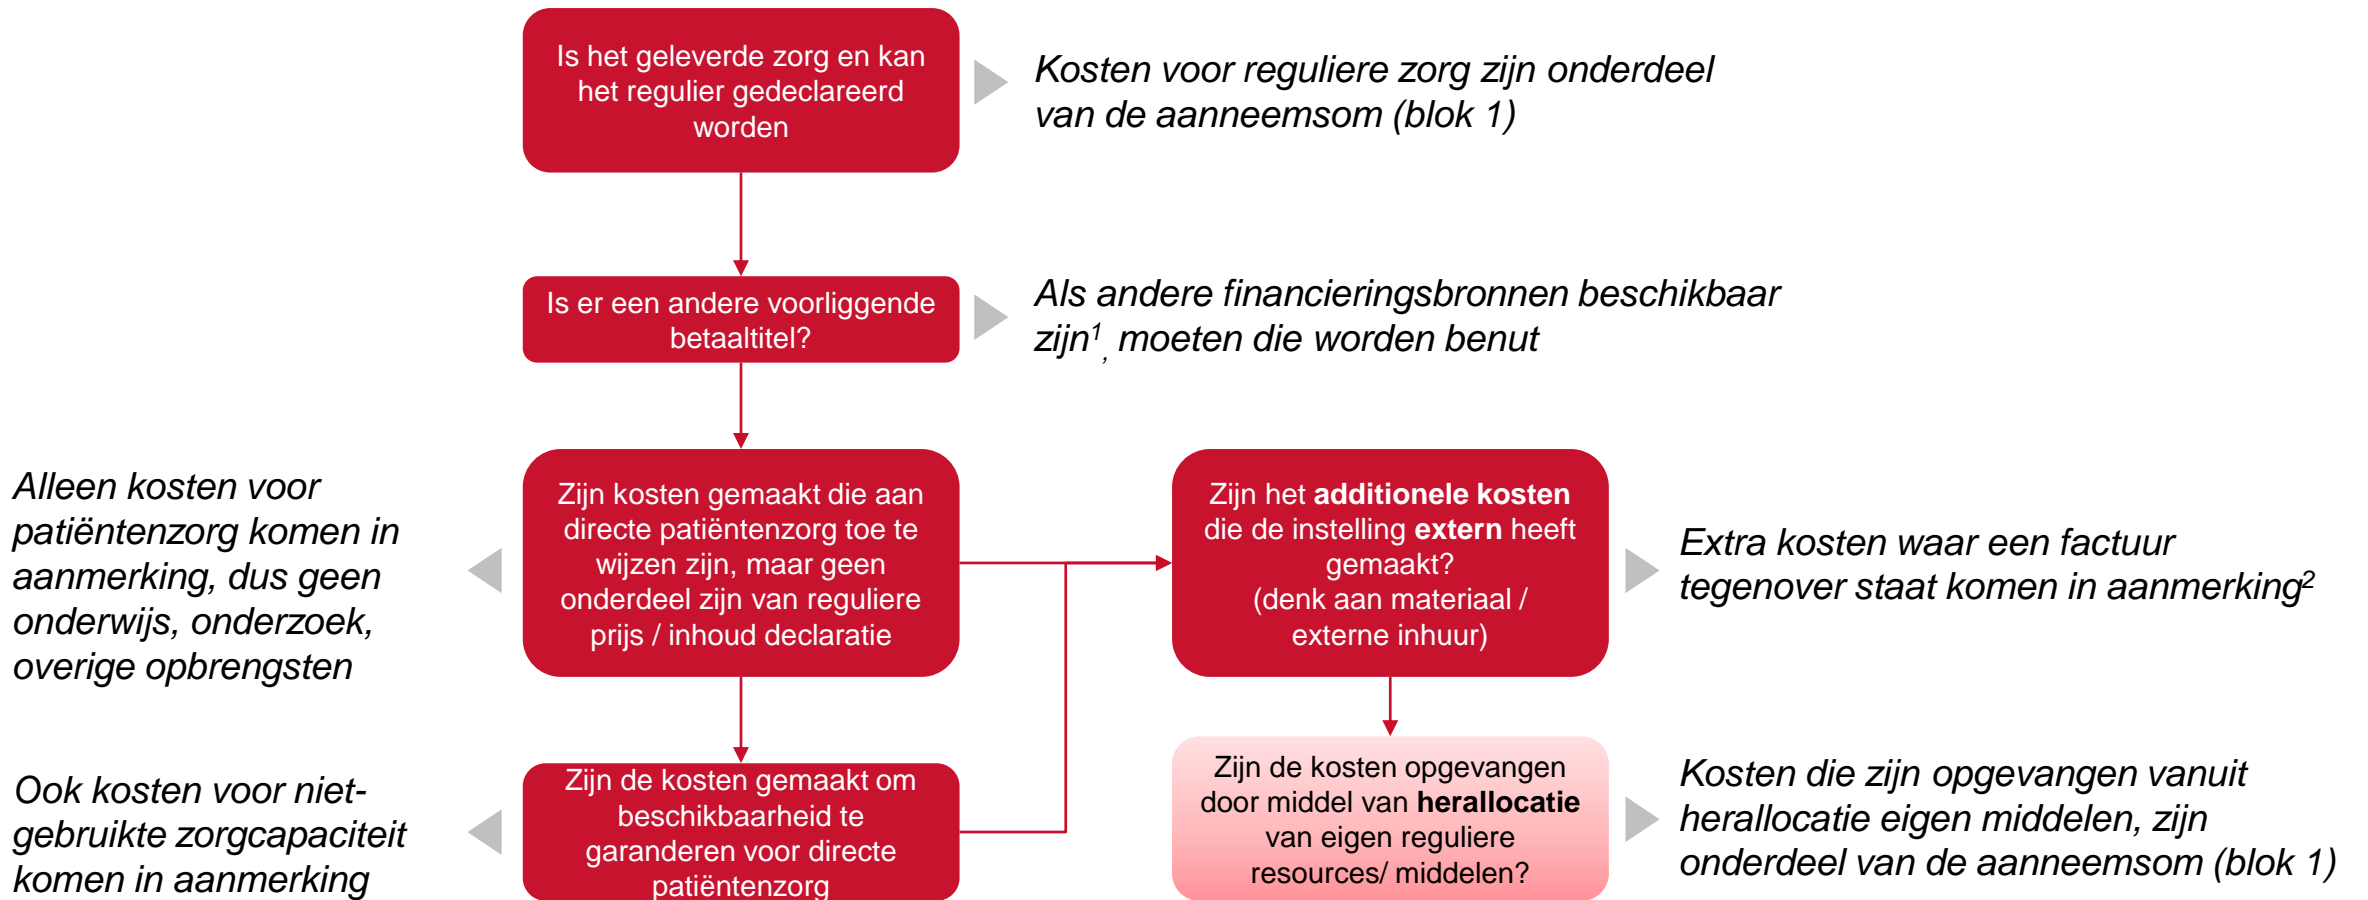 Is het geleverde zorg en kan
het regulier gedeclareerd
worden
Kosten voor reguliere zorg zijn onderdeel
van de aanneemsom (blok 1)
Is er een andere voorliggende
betaaltitel?
Als andere financieringsbronnen beschikbaar
zijn¹, moeten die worden benut
Alleen kosten voor
patiëntenzorg komen in
aanmerking, dus geen
onderwijs, onderzoek,
overige opbrengsten
Zijn kosten gemaakt die aan
directe patiëntenzorg toe te
wijzen zijn, maar geen
onderdeel zijn van reguliere
prijs / inhoud declaratie
Zijn het additionele kosten
die de instelling extern heeft
gemaakt?
(denk aan materiaal /
externe inhuur)
Extra kosten waar een factuur
tegenover staat komen in aanmerking²
Ook kosten voor niet-
gebruikte zorgcapaciteit
komen in aanmerking
Zijn de kosten gemaakt om
beschikbaarheid te
garanderen voor directe
patiëntenzorg
Zijn de kosten opgevangen
door middel van herallocatie
van eigen reguliere
resources/ middelen?
Kosten die zijn opgevangen vanuit
herallocatie eigen middelen, zijn
onderdeel van de aanneemsom (blok 1)